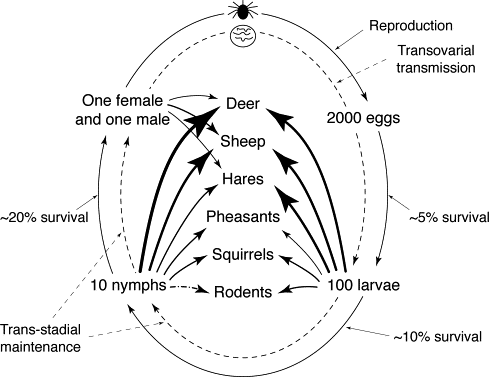 Reproduction
Transovarial
transmission
One female
and one male
Deer
2000 eggs
Sheep
Hares
~20% survival
Pheasants
~5% survival
Squirrels
10 nymphs
Rodents
100 larvae
Trans-stadial
maintenance
~10% survival